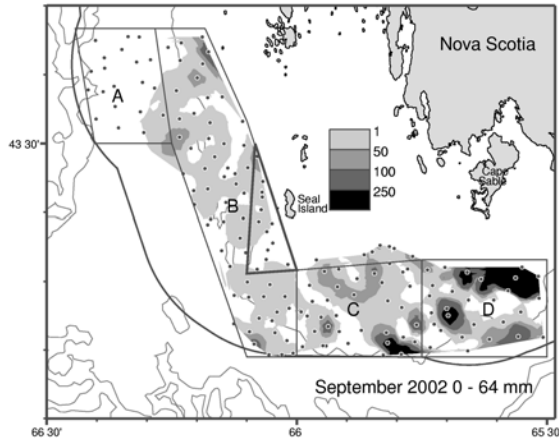 Nova Scotia
A
43 30'
1
50
100
250
Cape
Sable
Seal
Island
B
C
D
September 2002 0 - 64 mm
66 30'
66
65 30'